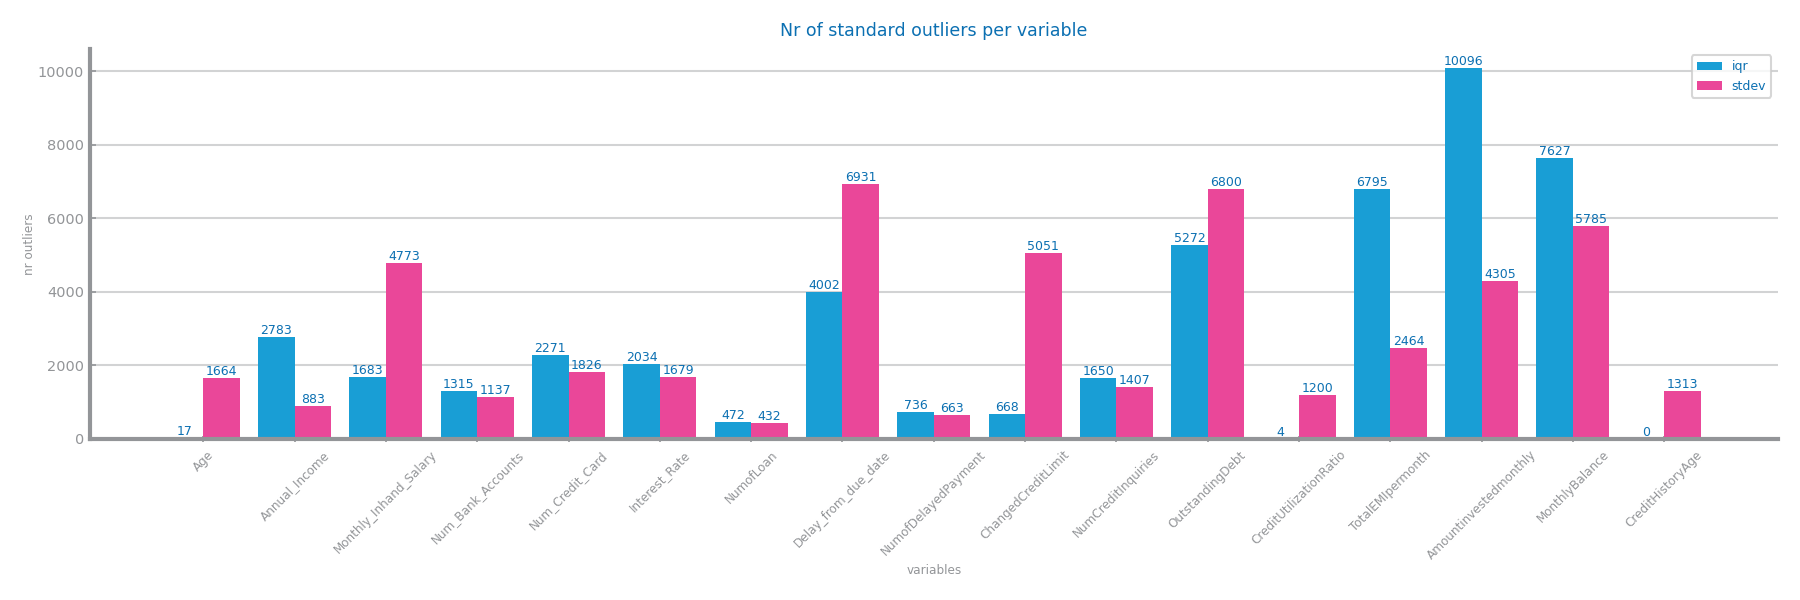 Nr of standard outliers per variable
iqr
stdev
nr outliers
10000
8000
6000
4000
2000
0
17
1664
2783
883
1683
4773
1315
1137
2271
1826
2034
1679
472
432
4002
6931
736
663
668
5051
1650
1407
5272
6800
4
1200
6795
2464
10096
4305
7627
5785
0
1313
Age
Annual_Income
Monthly_Inhand_Salary
Num_Bank_Accounts
Num_Credit_Card
Interest_Rate
NumofLoan
Delay_from_due_date
NumofDelayedPayment
ChangedCreditLimit
NumCreditInquiries
OutstandingDebt
CreditUtilizationRatio
TotalEMIpermonth
Amountinvestedmonthly
MonthlyBalance
CreditHistoryAge
variables